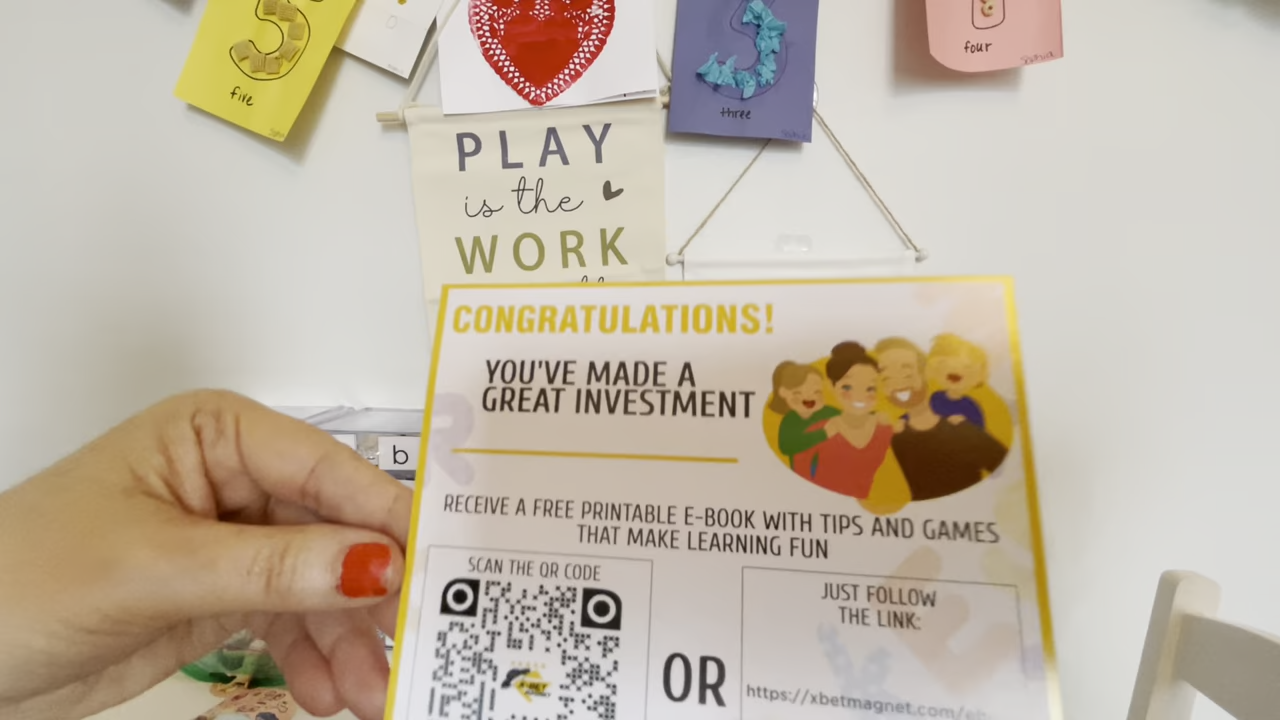 five
three
four
PLAY
is the
WORK
b
CONGRATULATIONS!
YOU'VE MADE A
GREAT INVESTMENT
RECEIVE A FREE PRINTABLE E-BOOK WITH TIPS AND GAMES
THAT MAKE LEARNING FUN
SCAN THE QR CODE
OR
JUST FOLLOW
THE LINK:
https://xbetmagnet.com/